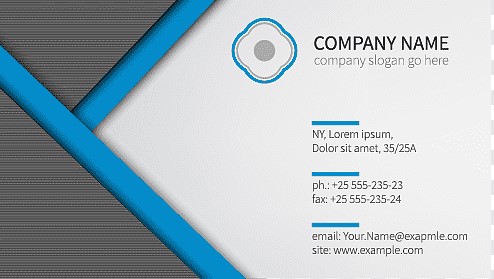 COMPANY NAME
company slogan go here
NY, Lorem ipsum,
Dolor sit amet, 35/25A
ph.: +25 555-235-23
fax: +25 555-235-24
email: Your.Name@exapmle.com
site: www.example.com